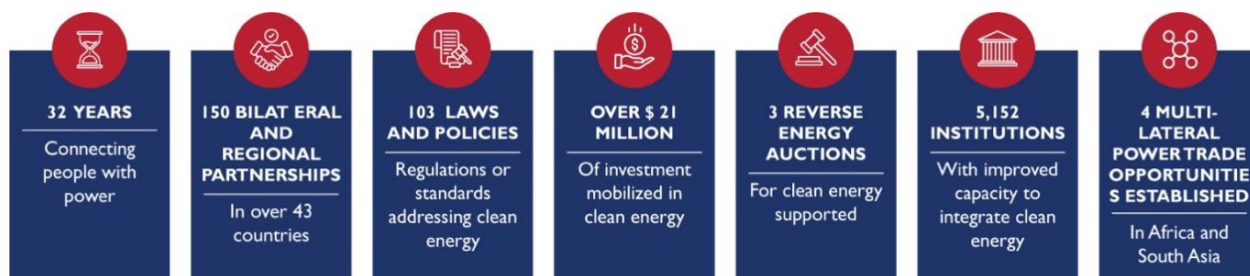 32 YEARS
Connecting
people with
power
150 BILAT ERAL
AND
REGIONAL
PARTNERSHIPS
In over 43
countries
103 LAWS
AND POLICIES
Regulations or
standards
addressing clean
energy
OVER $ 21
MILLION
Of investment
mobilized in
clean energy
3 REVERSE
ENERGY
AUCTIONS
For clean energy
supported
5,152
INSTITUTIONS
With improved
capacity to
integrate clean
energy
4 MULTI-
LATERAL
POWER TRADE
OPPORTUNITIE
S ESTABLISHED
In Africa and
South Asia